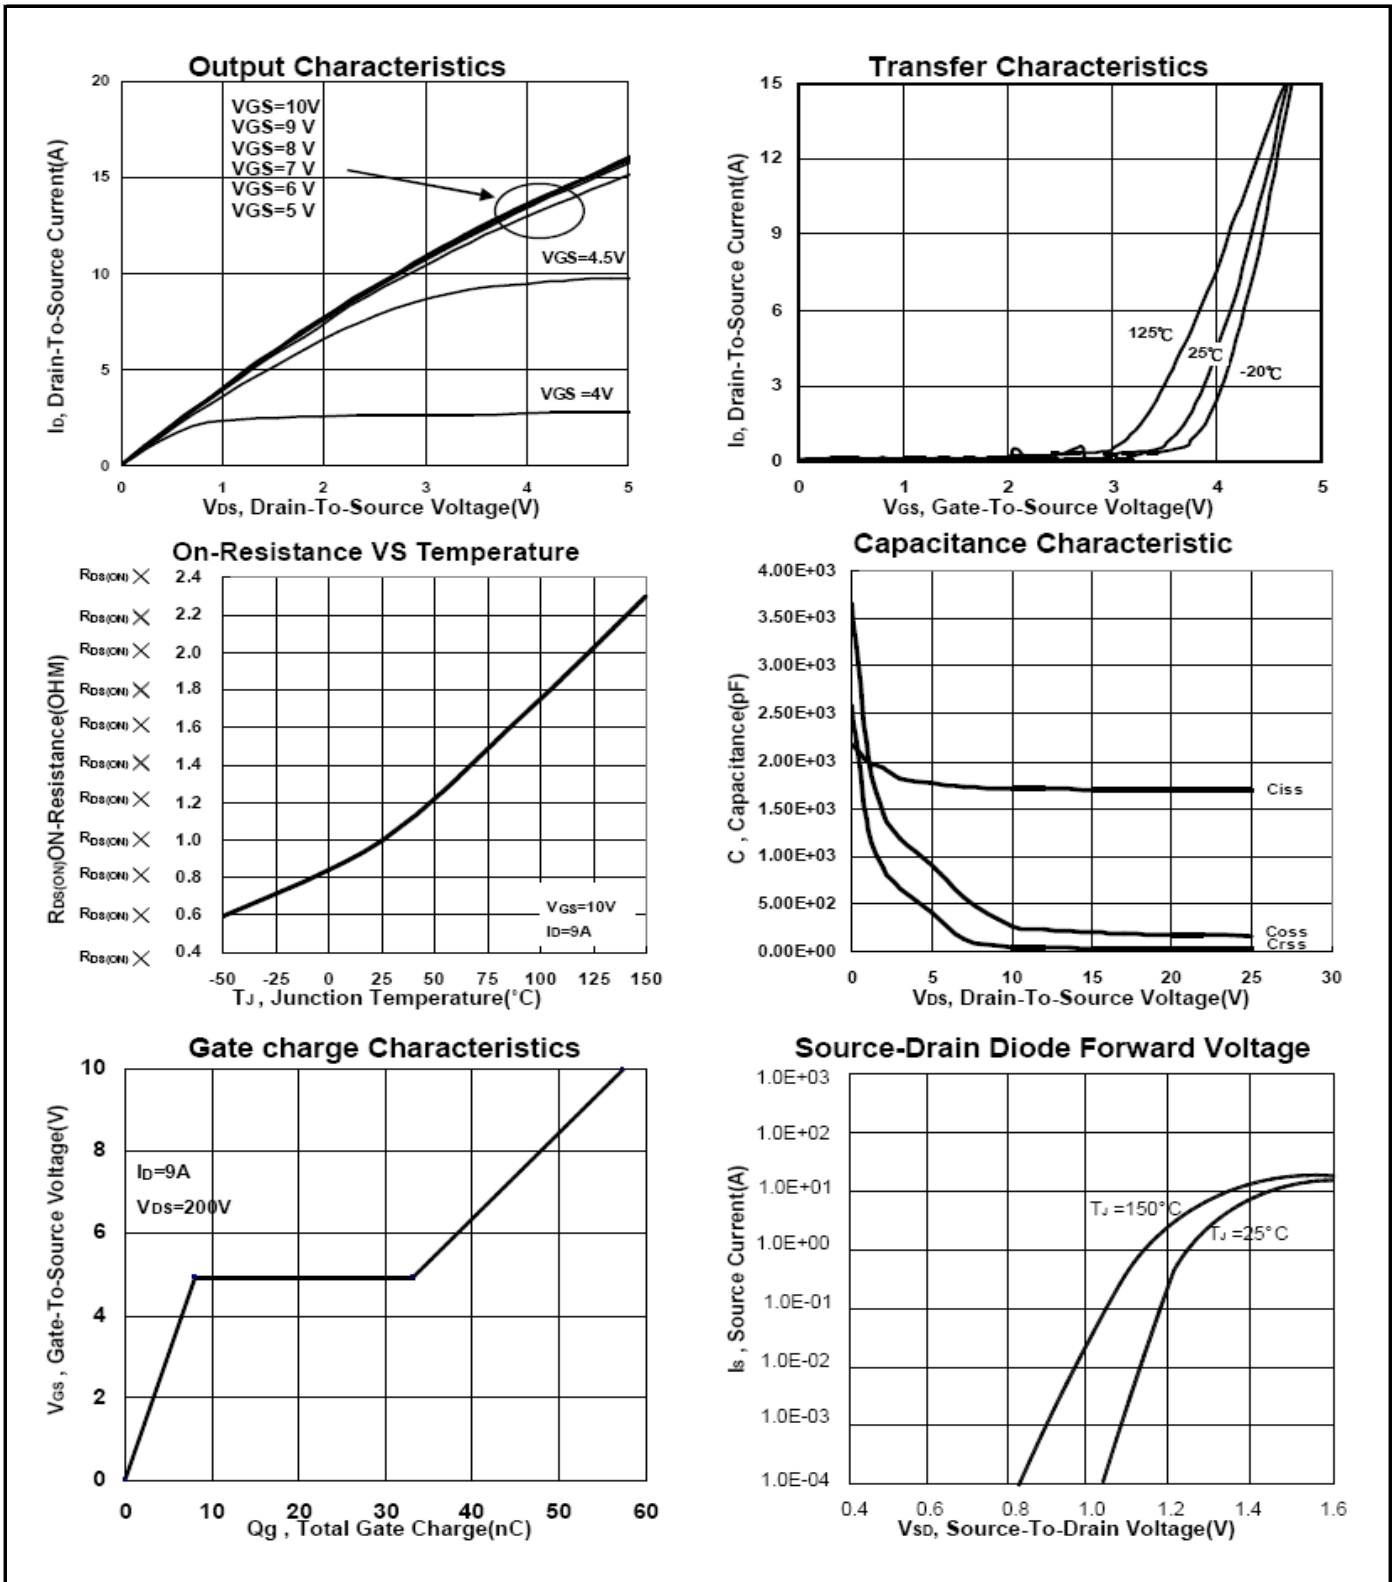 Output Characteristics
20
15
10
5
0
ID, Drain-To-Source Current(A)
VGS=10V
VGS=9 V
VGS=8 V
VGS=7 V
VGS=6 V
VGS=5 V
VGS=4.5V
VGS =4V
0 1 2 3 4 5
VDS, Drain-To-Source Voltage(V)
Transfer Characteristics
15
12
9
6
3
0
ID, Drain-To-Source Current(A)
125℃
25℃
-20℃
0 1 2 3 4 5
VGS, Gate-To-Source Voltage(V)
On-Resistance VS Temperature
RDS(ON)ON-Resistance(OHM)
RDS(ON) X 2.4
RDS(ON) X 2.2
RDS(ON) X 2.0
RDS(ON) X 1.8
RDS(ON) X 1.6
RDS(ON) X 1.4
RDS(ON) X 1.2
RDS(ON) X 1.0
RDS(ON) X 0.8
RDS(ON) X 0.6
RDS(ON) X 0.4
VGS=10V
ID=9A
-50 -25 0 25 50 75 100 125 150
TJ , Junction Temperature(°C)
Capacitance Characteristic
4.00E+03
3.50E+03
3.00E+03
2.50E+03
2.00E+03
1.50E+03
1.00E+03
5.00E+02
0.00E+00
C , Capacitance(pF)
Ciss
Coss
Crss
0 5 10 15 20 25 30
VDS, Drain-To-Source Voltage(V)
Gate charge Characteristics
10
8
6
4
2
0
VGS , Gate-To-Source Voltage(V)
ID=9A
VDS=200V
0 10 20 30 40 50 60
Qg , Total Gate Charge(nC)
Source-Drain Diode Forward Voltage
1.0E+03
1.0E+02
1.0E+01
1.0E+00
1.0E-01
1.0E-02
1.0E-03
1.0E-04
IS , Source Current(A)
TJ =150°C
TJ =25°C
0.4 0.6 0.8 1.0 1.2 1.4 1.6
VSD, Source-To-Drain Voltage(V)